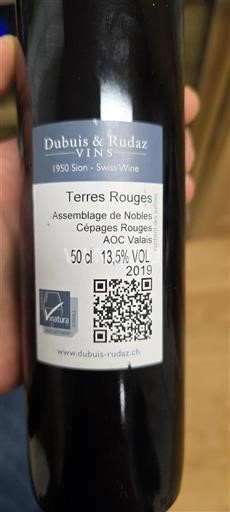 Dubuis & Rudaz
VINS
1950 Sion - Swiss Wine
Terres Rouges
Assemblage de Nobles
Cépages Rouges
AOC Valais
50 cl 13,5% VOL
2019
Vinatura
www.dubuis-rudaz.ch